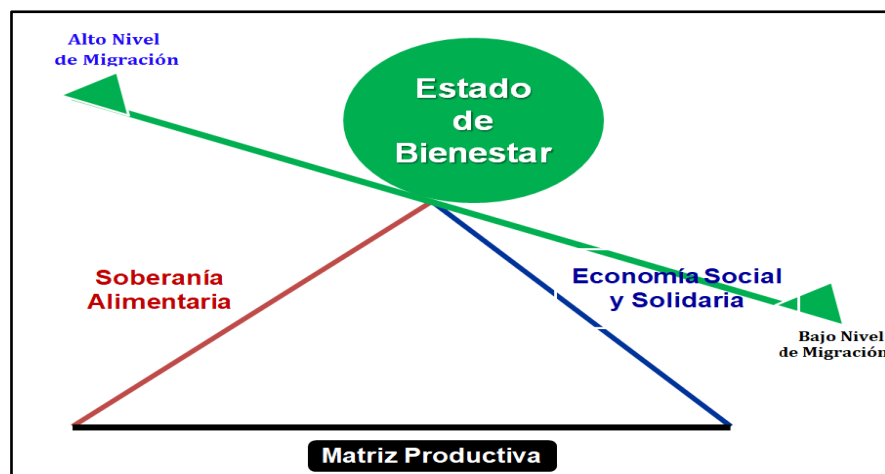 Alto Nivel
de Migración
Estado
de
Bienestar
Soberanía
Alimentaria
Economía Social
y Solidaria
Bajo Nivel
de Migración
Matriz Productiva